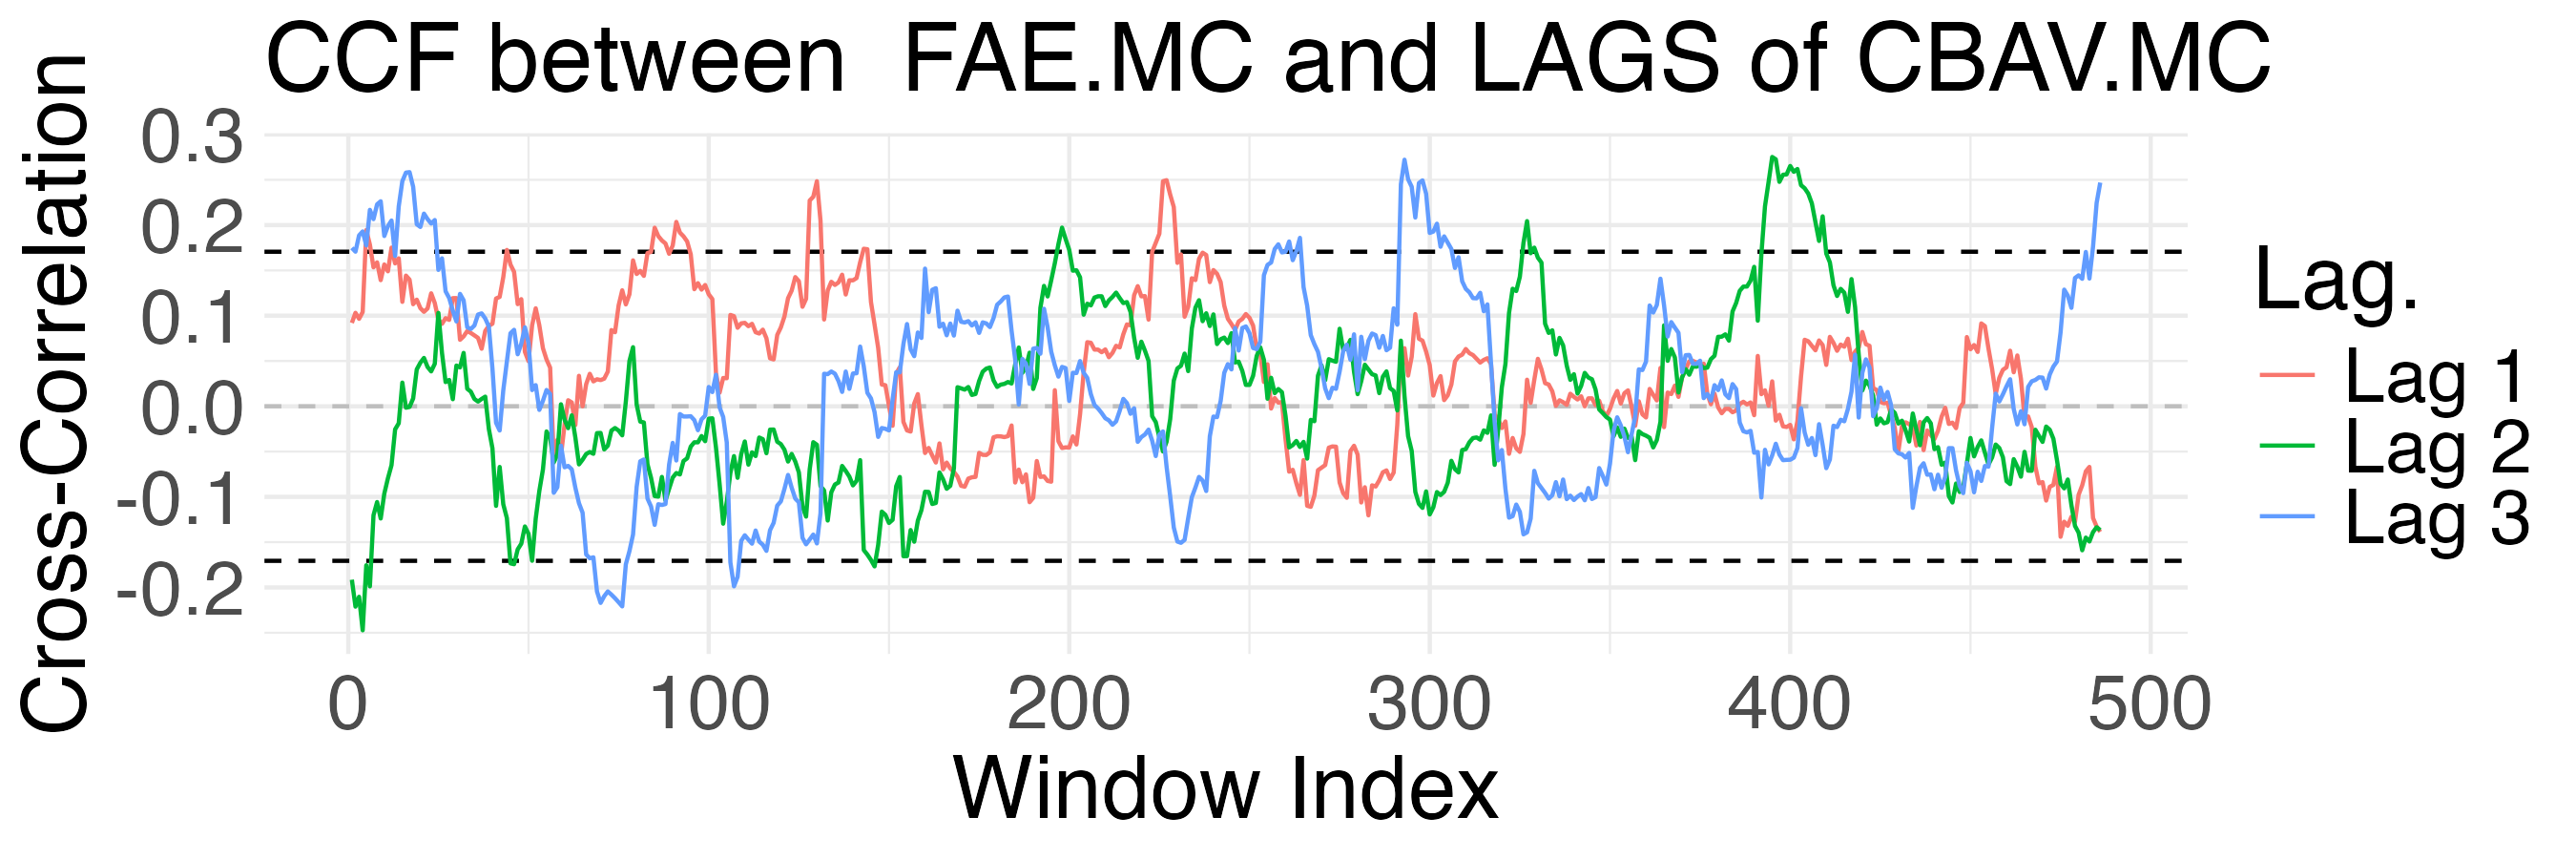 CCF between  FAE.MC and LAGS of CBAV.MC
Cross-Correlation
0.3
0.2
0.1
0.0
-0.1
-0.2
0 100 200 300 400 500
Window Index
Lag.
Lag 1
Lag 2
Lag 3